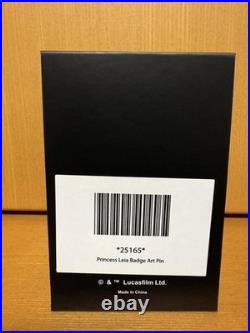 *25165*
Princess Leia Badge Art Pin
© & ™ Lucasfilm Ltd.
Made in China